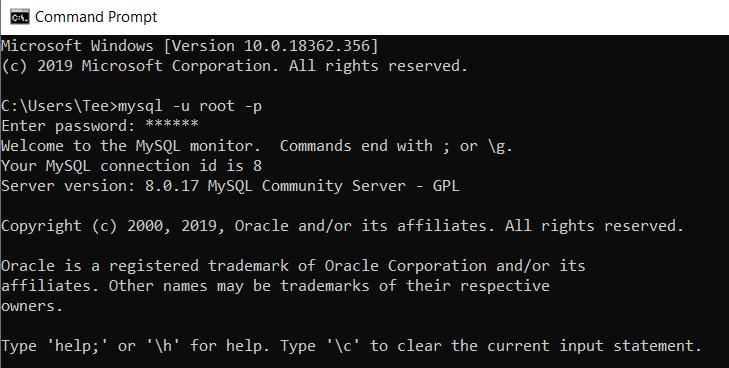 Command Prompt
Microsoft Windows [Version 10.0.18362.356]
(c) 2019 Microsoft Corporation. All rights reserved.
C:\Users\Tee>mysql -u root -p
Enter password: ******
Welcome to the MySQL monitor.  Commands end with ; or \g.
Your MySQL connection id is 8
Server version: 8.0.17 MySQL Community Server - GPL
Copyright (c) 2000, 2019, Oracle and/or its affiliates. All rights reserved.
Oracle is a registered trademark of Oracle Corporation and/or its
affiliates. Other names may be trademarks of their respective
owners.
Type 'help;' or '\h' for help. Type '\c' to clear the current input statement.